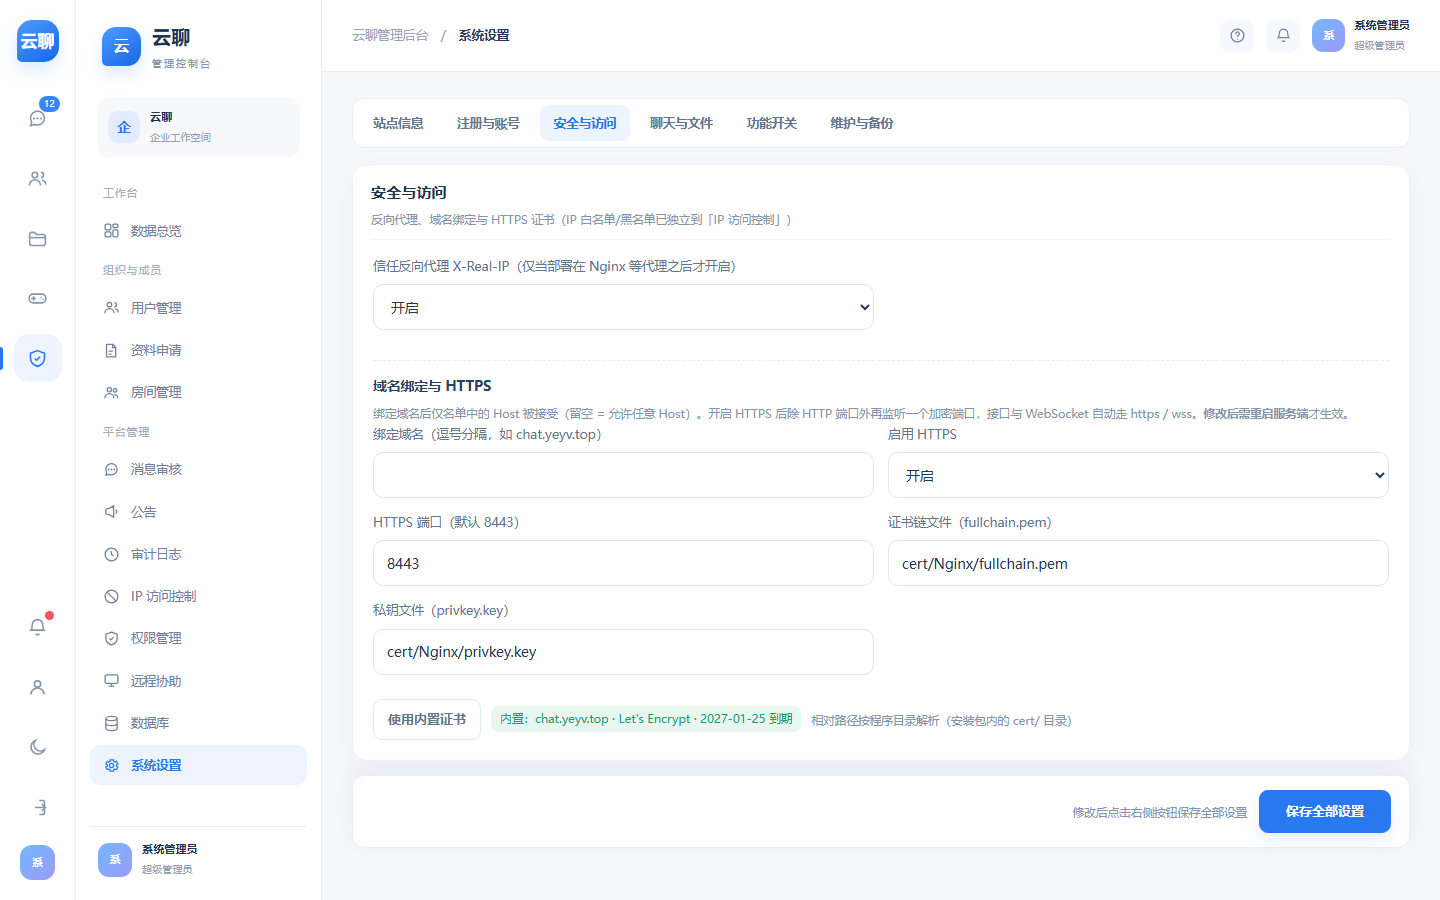 云聊
12
系
云
云聊
管理控制台
企
云聊
企业工作空间
工作台
数据总览
组织与成员
用户管理
资料申请
房间管理
平台管理
消息审核
公告
审计日志
IP 访问控制
权限管理
远程协助
数据库
系统设置
系
系统管理员
超级管理员
云聊管理后台 / 系统设置
系
系统管理员
超级管理员
站点信息 注册与账号 安全与访问 聊天与文件 功能开关 维护与备份
安全与访问
反向代理、域名绑定与 HTTPS 证书（IP 白名单/黑名单已独立到「IP 访问控制」）
信任反向代理 X-Real-IP（仅当部署在 Nginx 等代理之后才开启）
开启
域名绑定与 HTTPS
绑定域名后仅名单中的 Host 被接受（留空 = 允许任意 Host）。开启 HTTPS 后除 HTTP 端口外再监听一个加密端口，接口与 WebSocket 自动走 https / wss。修改后需重启服务端才生效。
绑定域名（逗号分隔，如 chat.yeyv.top）
启用 HTTPS
开启
HTTPS 端口（默认 8443）
8443
证书链文件（fullchain.pem）
cert/Nginx/fullchain.pem
私钥文件（privkey.key）
cert/Nginx/privkey.key
使用内置证书
内置：chat.yeyv.top · Let's Encrypt · 2027-01-25 到期
相对路径按程序目录解析（安装包内的 cert/ 目录）
修改后点击右侧按钮保存全部设置
保存全部设置